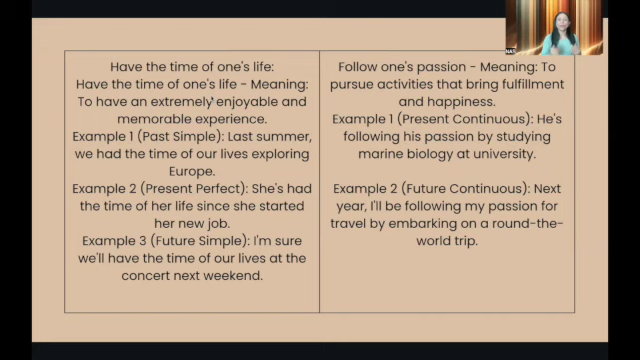 Have the time of one's life:
Have the time of one's life - Meaning:
To have an extremely enjoyable and
memorable experience.
Example 1 (Past Simple): Last summer,
we had the time of our lives exploring
Europe.
Example 2 (Present Perfect): She's had
the time of her life since she started
her new job.
Example 3 (Future Simple): I'm sure
we'll have the time of our lives at the
concert next weekend.
Follow one's passion - Meaning: To
pursue activities that bring fulfillment
and happiness.
Example 1 (Present Continuous): He's
following his passion by studying
marine biology at university.
Example 2 (Future Continuous): Next
year, I'll be following my passion for
travel by embarking on a round-the-
world trip.